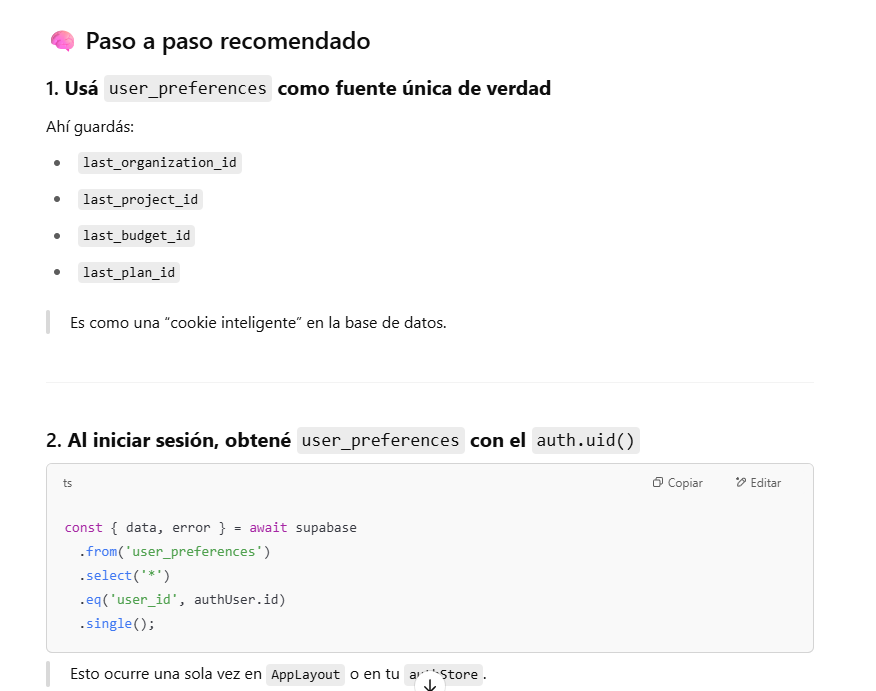 Paso a paso recomendado
1. Usá user_preferences como fuente única de verdad
Ahí guardás:
• last_organization_id
• last_project_id
• last_budget_id
• last_plan_id
Es como una “cookie inteligente” en la base de datos.
2. Al iniciar sesión, obtené user_preferences con el auth.uid()
ts
Copiar
Editar
const { data, error } = await supabase
  .from('user_preferences')
  .select('*')
  .eq('user_id', authUser.id)
  .single();
Esto ocurre una sola vez en AppLayout o en tu authStore.